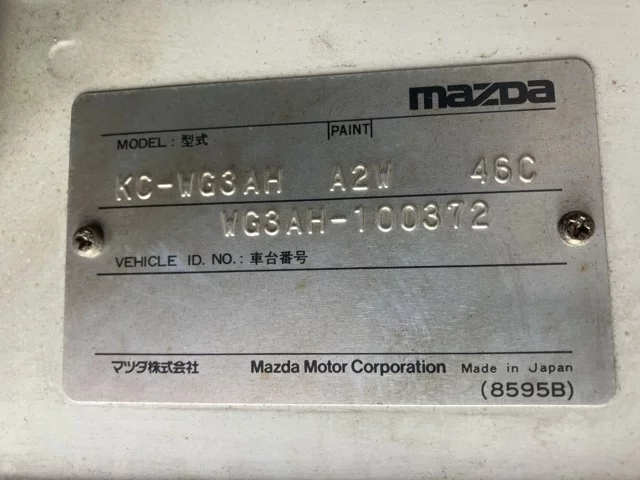 mazda
MODEL: 型式 PAINT
KC-WG3AH A2W 46C
WG3AH-100372
VEHICLE ID. NO.: 車台番号
マツダ株式会社 Mazda Motor Corporation Made in Japan
(8595B)